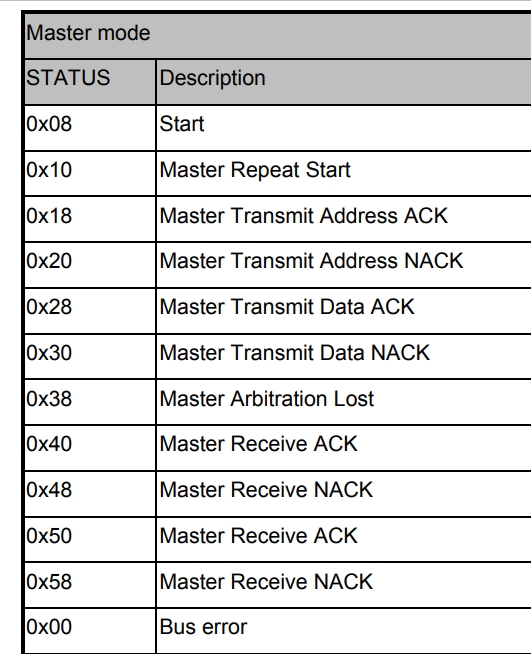 Master mode
STATUS Description
0x08 Start
0x10 Master Repeat Start
0x18 Master Transmit Address ACK
0x20 Master Transmit Address NACK
0x28 Master Transmit Data ACK
0x30 Master Transmit Data NACK
0x38 Master Arbitration Lost
0x40 Master Receive ACK
0x48 Master Receive NACK
0x50 Master Receive ACK
0x58 Master Receive NACK
0x00 Bus error